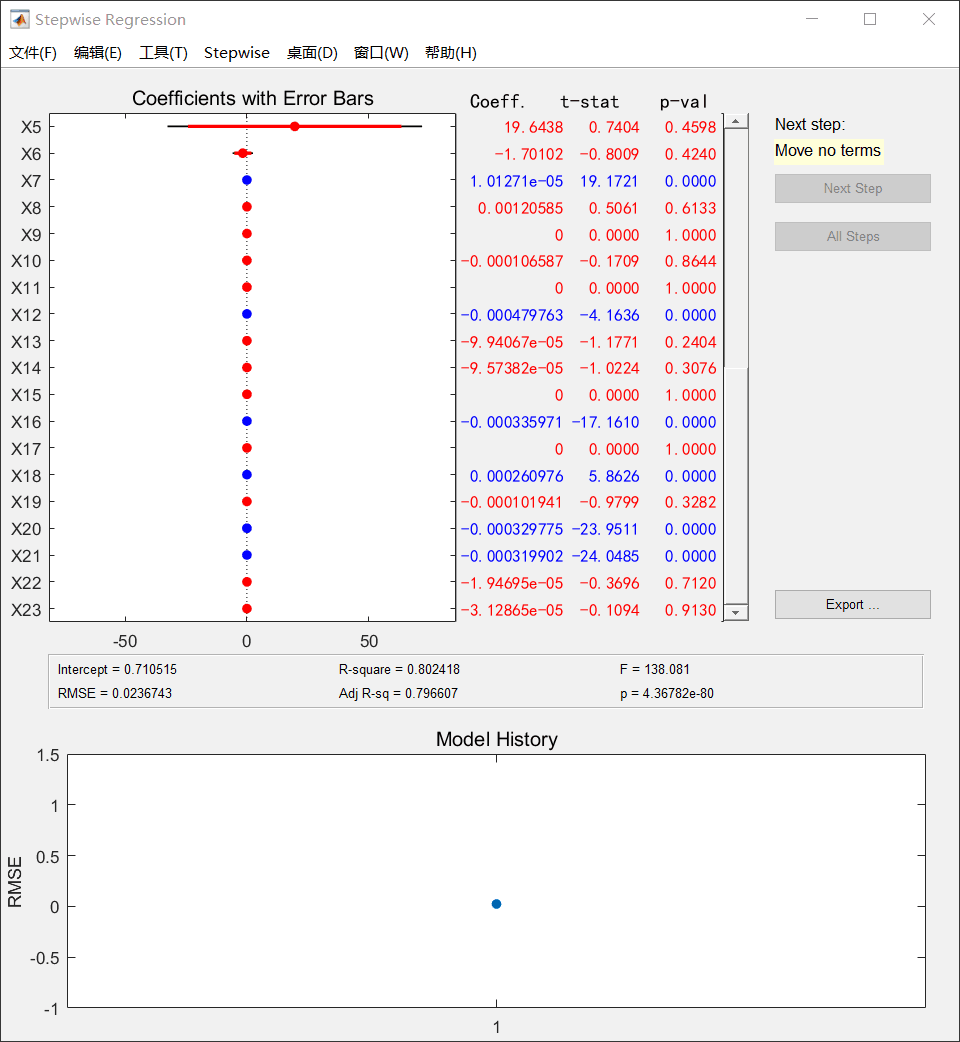 Stepwise Regression
文件(F) 编辑(E) 工具(T) Stepwise 桌面(D) 窗口(W) 帮助(H)
Coefficients with Error Bars
Coeff. t-stat p-val
X5 19.6438 0.7404 0.4598
X6 -1.70102 -0.8009 0.4240
X7 1.01271e-05 19.1721 0.0000
X8 0.00120585 0.5061 0.6133
X9 0 0.0000 1.0000
X10 -0.000106587 -0.1709 0.8644
X11 0 0.0000 1.0000
X12 -0.000479763 -4.1636 0.0000
X13 -9.94067e-05 -1.1771 0.2404
X14 -9.57382e-05 -1.0224 0.3076
X15 0 0.0000 1.0000
X16 -0.000335971 -17.1610 0.0000
X17 0 0.0000 1.0000
X18 0.000260976 5.8626 0.0000
X19 -0.000101941 -0.9799 0.3282
X20 -0.000329775 -23.9511 0.0000
X21 -0.000319902 -24.0485 0.0000
X22 -1.94695e-05 -0.3696 0.7120
X23 -3.12865e-05 -0.1094 0.9130
-50 0 50
Next step:
Move no terms
Next Step
All Steps
Export ...
Intercept = 0.710515 R-square = 0.802418 F = 138.081
RMSE = 0.0236743 Adj R-sq = 0.796607 p = 4.36782e-80
Model History
RMSE
1.5
1
0.5
0
-0.5
-1
1